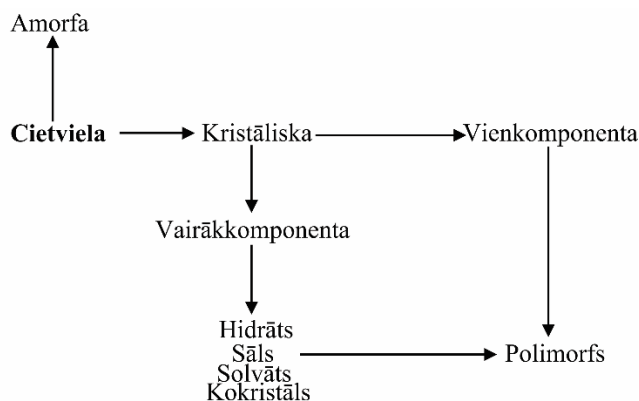 Amorfa
Cietviela
Kristāliska
Vienkomponenta
Vairākkomponenta
Hidrāts
Sāls
Solvāts
Kokristāls
Polimorfs